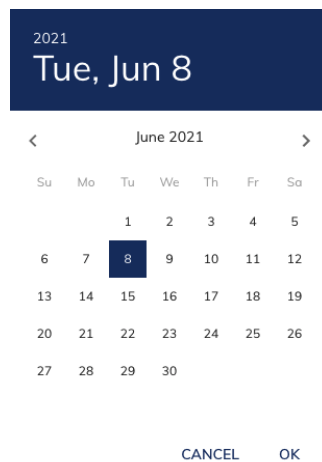 2021
Tue, Jun 8
June 2021
Su Mo Tu We Th Fr Sa
1 2 3 4 5
6 7 8 9 10 11 12
13 14 15 16 17 18 19
20 21 22 23 24 25 26
27 28 29 30
CANCEL OK